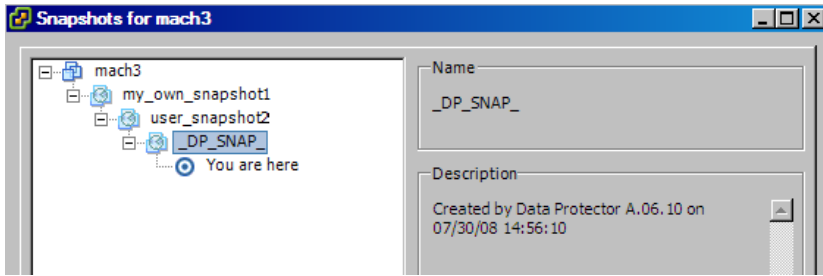 Snapshots for mach3
mach3
my_own_snapshot1
user_snapshot2
_DP_SNAP_
You are here
Name
_DP_SNAP_
Description
Created by Data Protector A.06.10 on
07/30/08 14:56:10